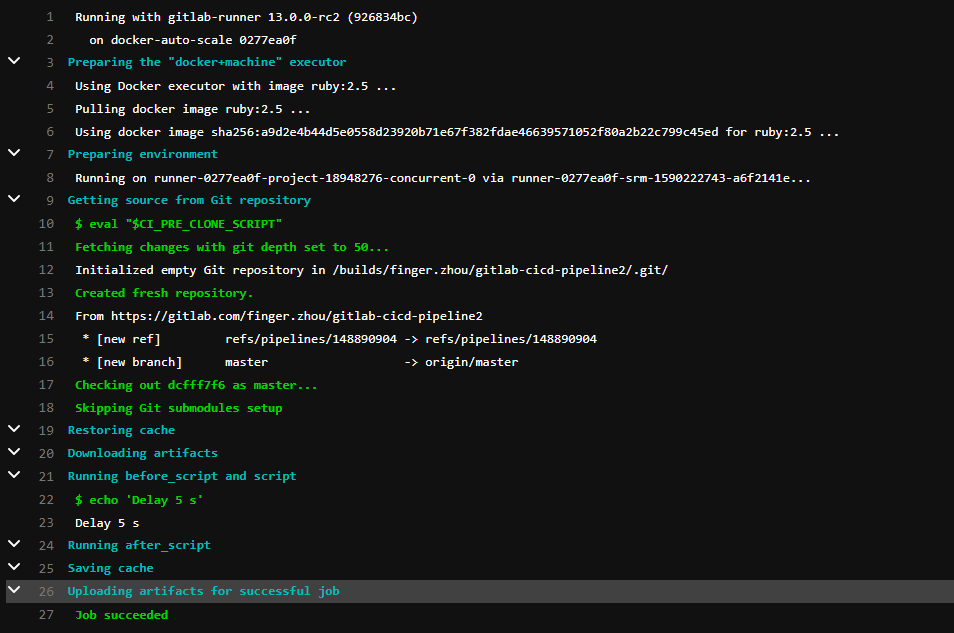 1 Running with gitlab-runner 13.0.0-rc2 (926834bc)
2 on docker-auto-scale 0277ea0f
3 Preparing the "docker+machine" executor
4 Using Docker executor with image ruby:2.5 ...
5 Pulling docker image ruby:2.5 ...
6 Using docker image sha256:a9d2e4b44d5e0558d23920b71e67f382fdae46639571052f80a2b22c799c45ed for ruby:2.5 ...
7 Preparing environment
8 Running on runner-0277ea0f-project-18948276-concurrent-0 via runner-0277ea0f-srm-1590222743-a6f2141e...
9 Getting source from Git repository
10 $ eval "$CI_PRE_CLONE_SCRIPT"
11 Fetching changes with git depth set to 50...
12 Initialized empty Git repository in /builds/finger.zhou/gitlab-cicd-pipeline2/.git/
13 Created fresh repository.
14 From https://gitlab.com/finger.zhou/gitlab-cicd-pipeline2
15 * [new ref] refs/pipelines/148890904 -> refs/pipelines/148890904
16 * [new branch] master -> origin/master
17 Checking out dcfff7f6 as master...
18 Skipping Git submodules setup
19 Restoring cache
20 Downloading artifacts
21 Running before_script and script
22 $ echo 'Delay 5 s'
23 Delay 5 s
24 Running after_script
25 Saving cache
26 Uploading artifacts for successful job
27 Job succeeded